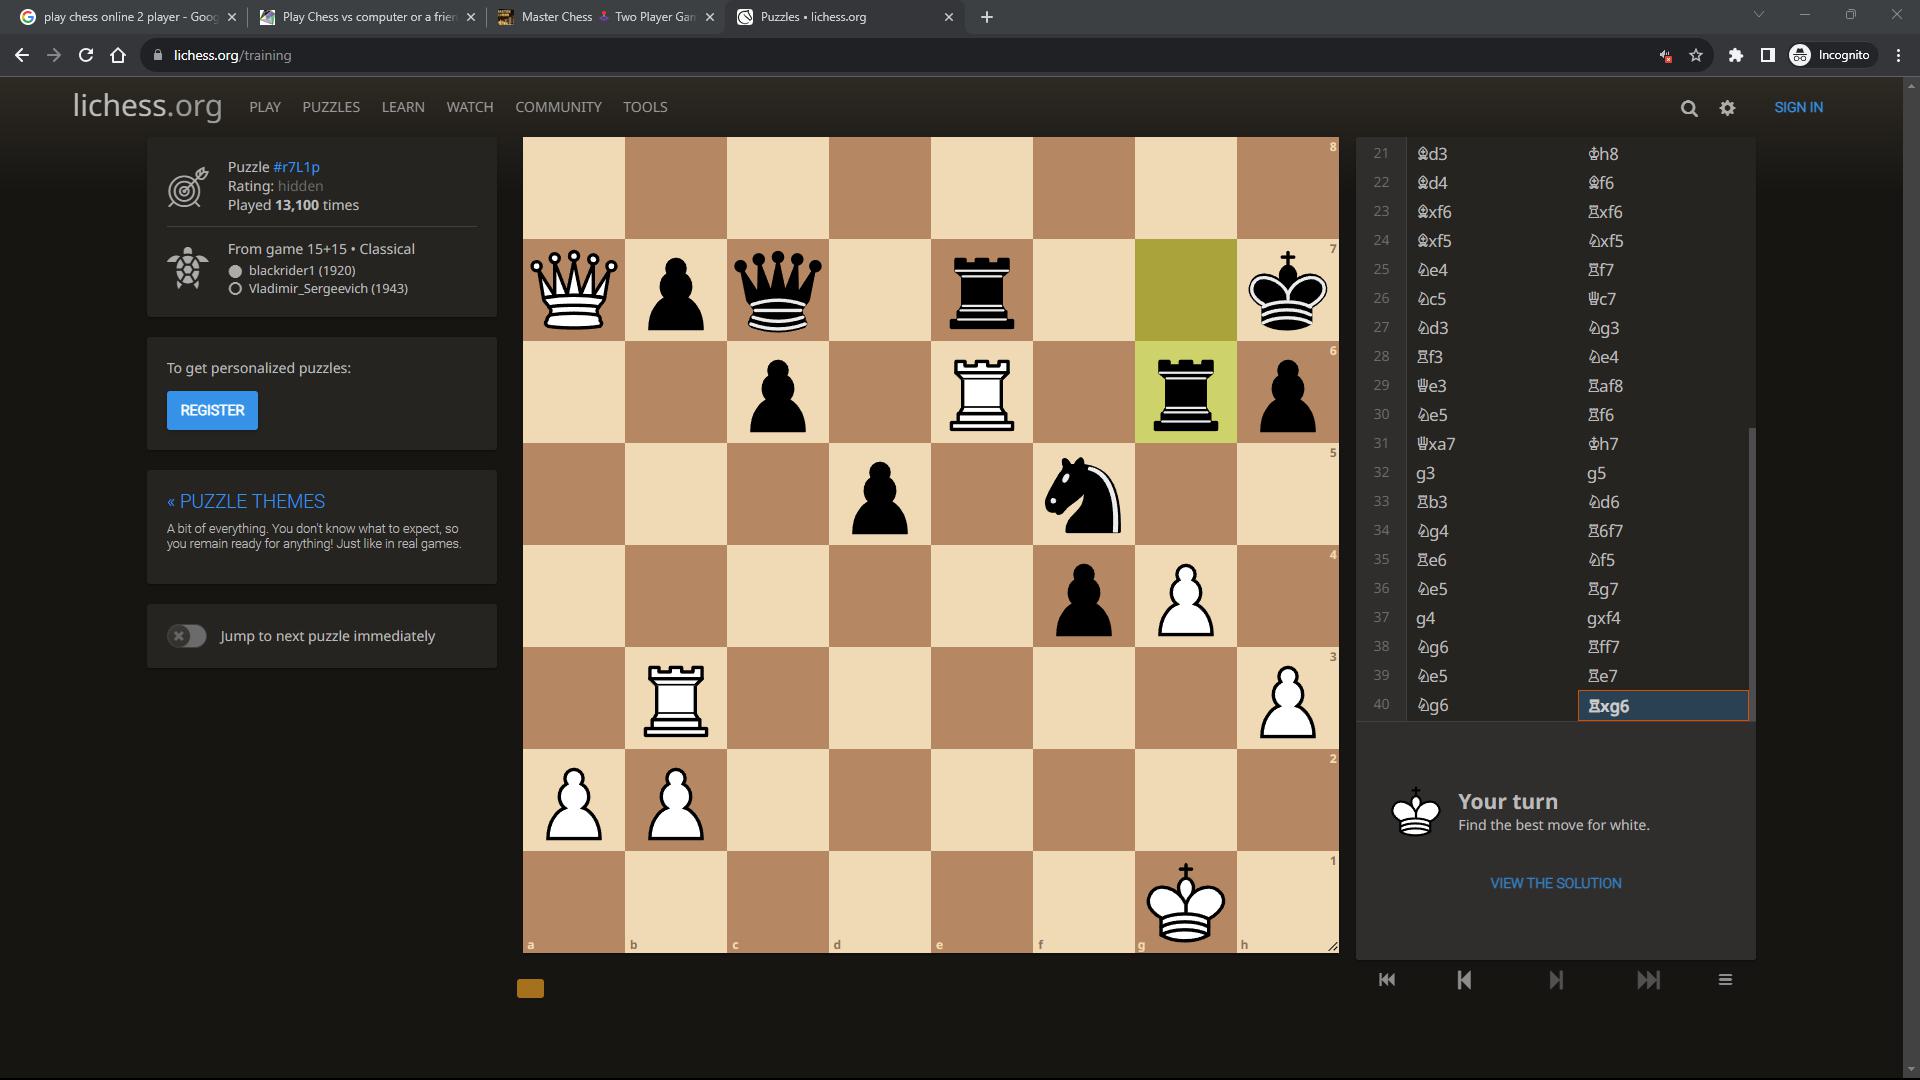 play chess online 2 player - Goog
Play Chess vs computer or a frien
Master Chess Two Player Gam
Puzzles • lichess.org
lichess.org/training
Incognito
lichess.org
PLAY
PUZZLES
LEARN
WATCH
COMMUNITY
TOOLS
SIGN IN
Puzzle #r7L1p
Rating: hidden
Played 13,100 times
From game 15+15 • Classical
blackrider1 (1920)
Vladimir_Sergeevich (1943)
To get personalized puzzles:
REGISTER
« PUZZLE THEMES
A bit of everything. You don't know what to expect, so
you remain ready for anything! Just like in real games.
Jump to next puzzle immediately
8
7
6
5
4
3
2
1
a b c d e f g h
21 ♗d3 ♔h8
22 ♗d4 ♗f6
23 ♗xf6 ♖xf6
24 ♗xf5 ♘xf5
25 ♘e4 ♖f7
26 ♘c5 ♕c7
27 ♘d3 ♘g3
28 ♖f3 ♘e4
29 ♕e3 ♖af8
30 ♘e5 ♖f6
31 ♕xa7 ♔h7
32 g3 g5
33 ♖b3 ♘d6
34 ♘g4 ♖6f7
35 ♖e6 ♘f5
36 ♘e5 ♖g7
37 g4 gxf4
38 ♘g6 ♖ff7
39 ♘e5 ♖e7
40 ♘g6 ♖xg6
Your turn
Find the best move for white.
VIEW THE SOLUTION